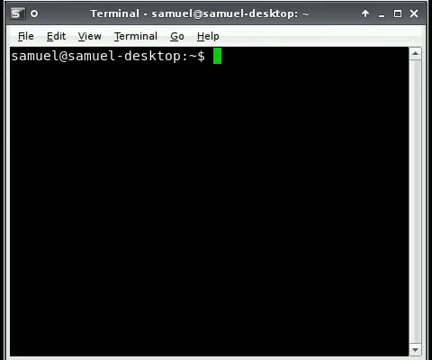 Terminal - samuel@samuel-desktop: ~
File Edit View Terminal Go Help
samuel@samuel-desktop:~$